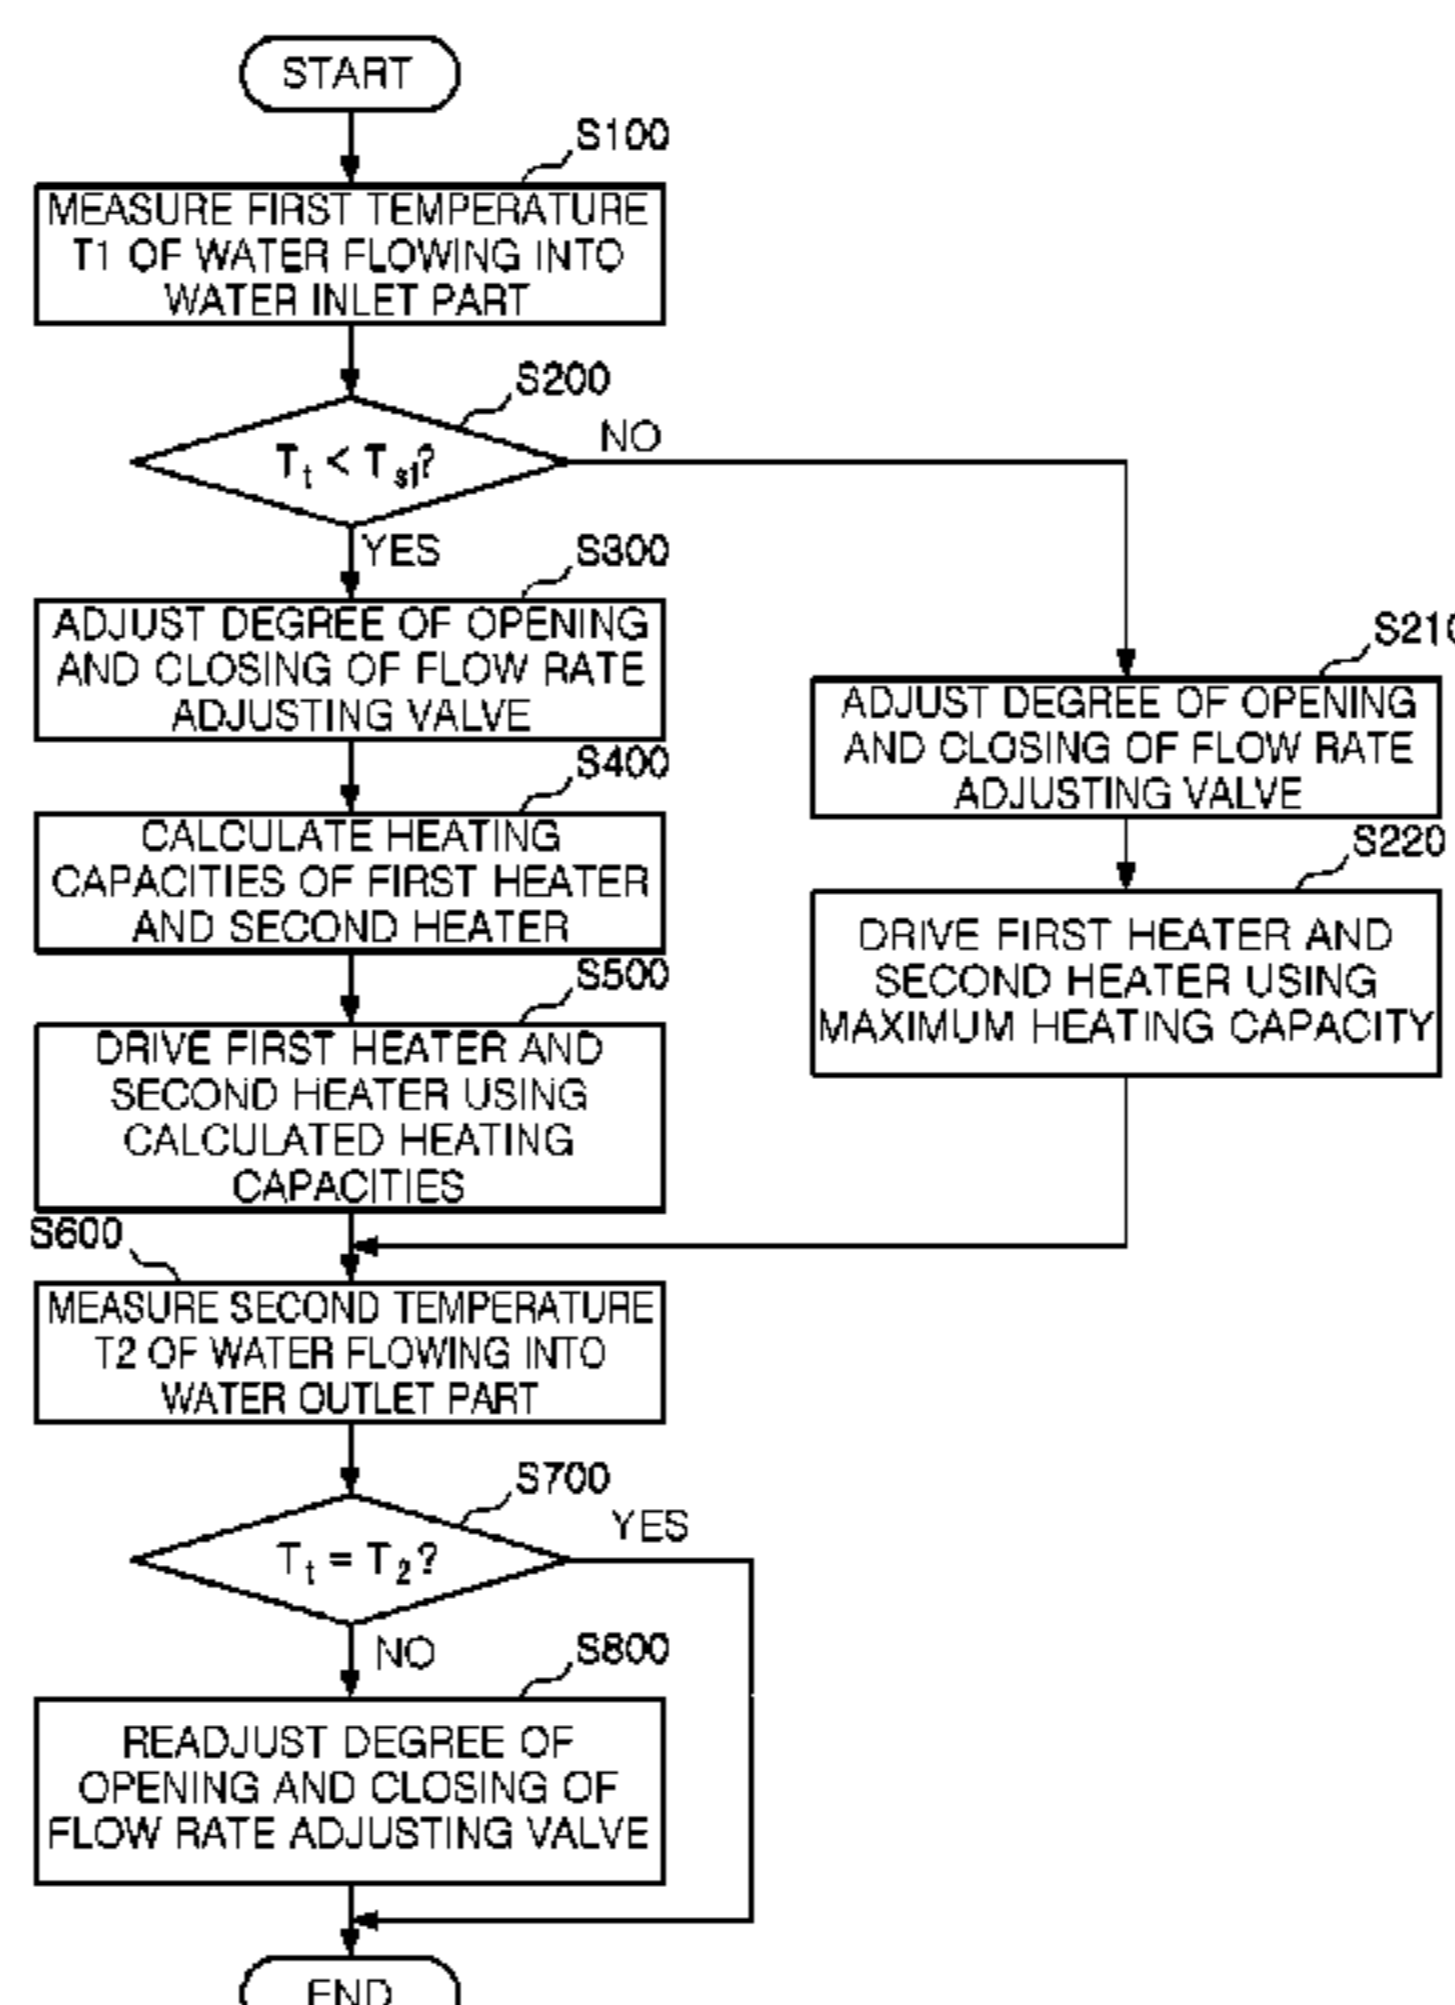 START
S100
MEASURE FIRST TEMPERATURE
T1 OF WATER FLOWING INTO
WATER INLET PART
S200
Tt < Ts1?
NO
YES
S300
ADJUST DEGREE OF OPENING
AND CLOSING OF FLOW RATE
ADJUSTING VALVE
S210
ADJUST DEGREE OF OPENING
AND CLOSING OF FLOW RATE
ADJUSTING VALVE
S400
CALCULATE HEATING
CAPACITIES OF FIRST HEATER
AND SECOND HEATER
S220
DRIVE FIRST HEATER AND
SECOND HEATER USING
MAXIMUM HEATING CAPACITY
S500
DRIVE FIRST HEATER AND
SECOND HEATER USING
CALCULATED HEATING
CAPACITIES
S600
MEASURE SECOND TEMPERATURE
T2 OF WATER FLOWING INTO
WATER OUTLET PART
S700
Tt = T2?
YES
NO
S800
READJUST DEGREE OF
OPENING AND CLOSING OF
FLOW RATE ADJUSTING VALVE
END